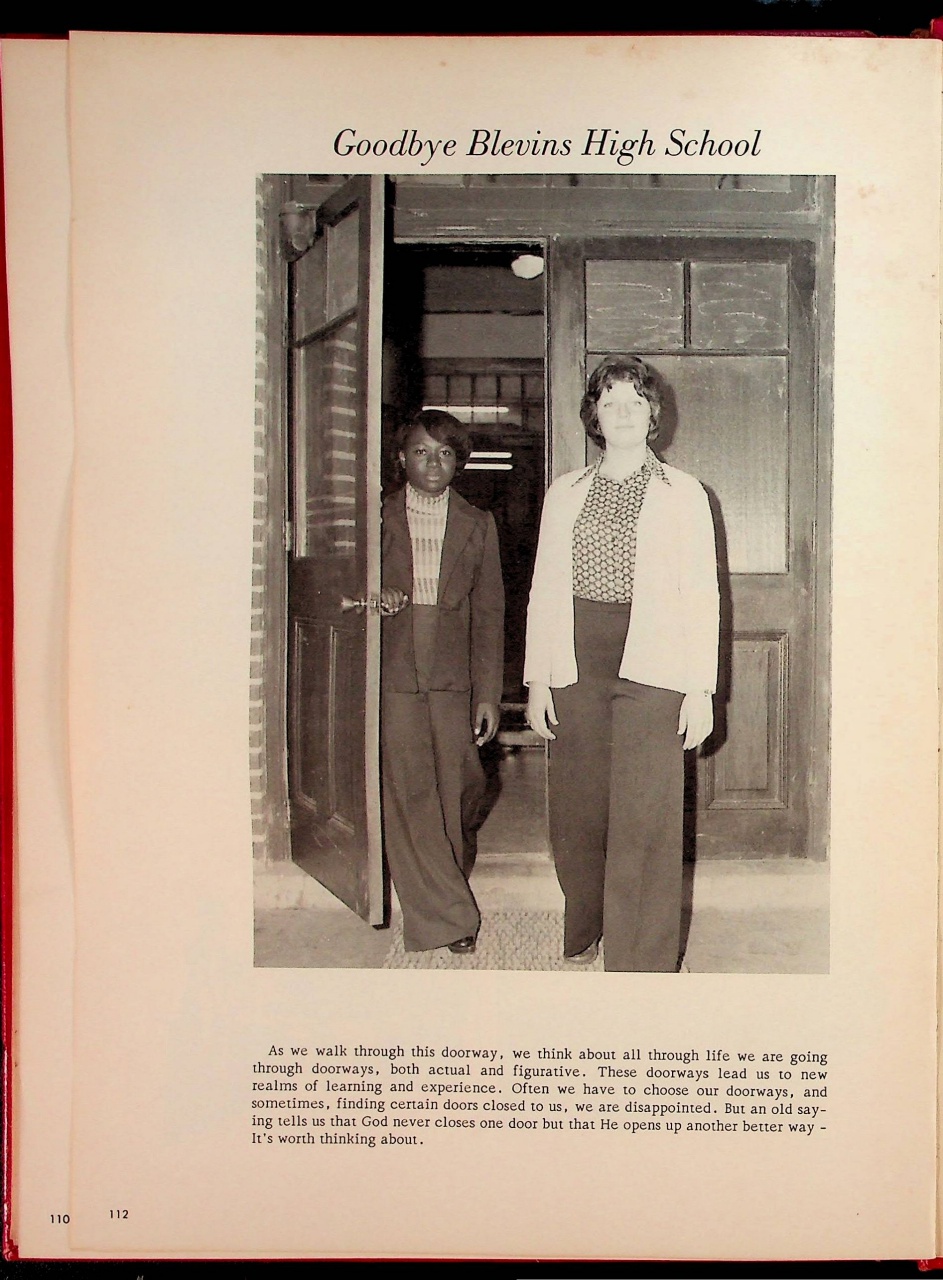 Goodbye Blevins High School
As we walk through this doorway, we think about all through life we are going
through doorways, both actual and figurative. These doorways lead us to new
realms of learning and experience. Often we have to choose our doorways, and
sometimes, finding certain doors closed to us, we are disappointed. But an old say-
ing tells us that God never closes one door but that He opens up another better way -
It's worth thinking about.
110
112